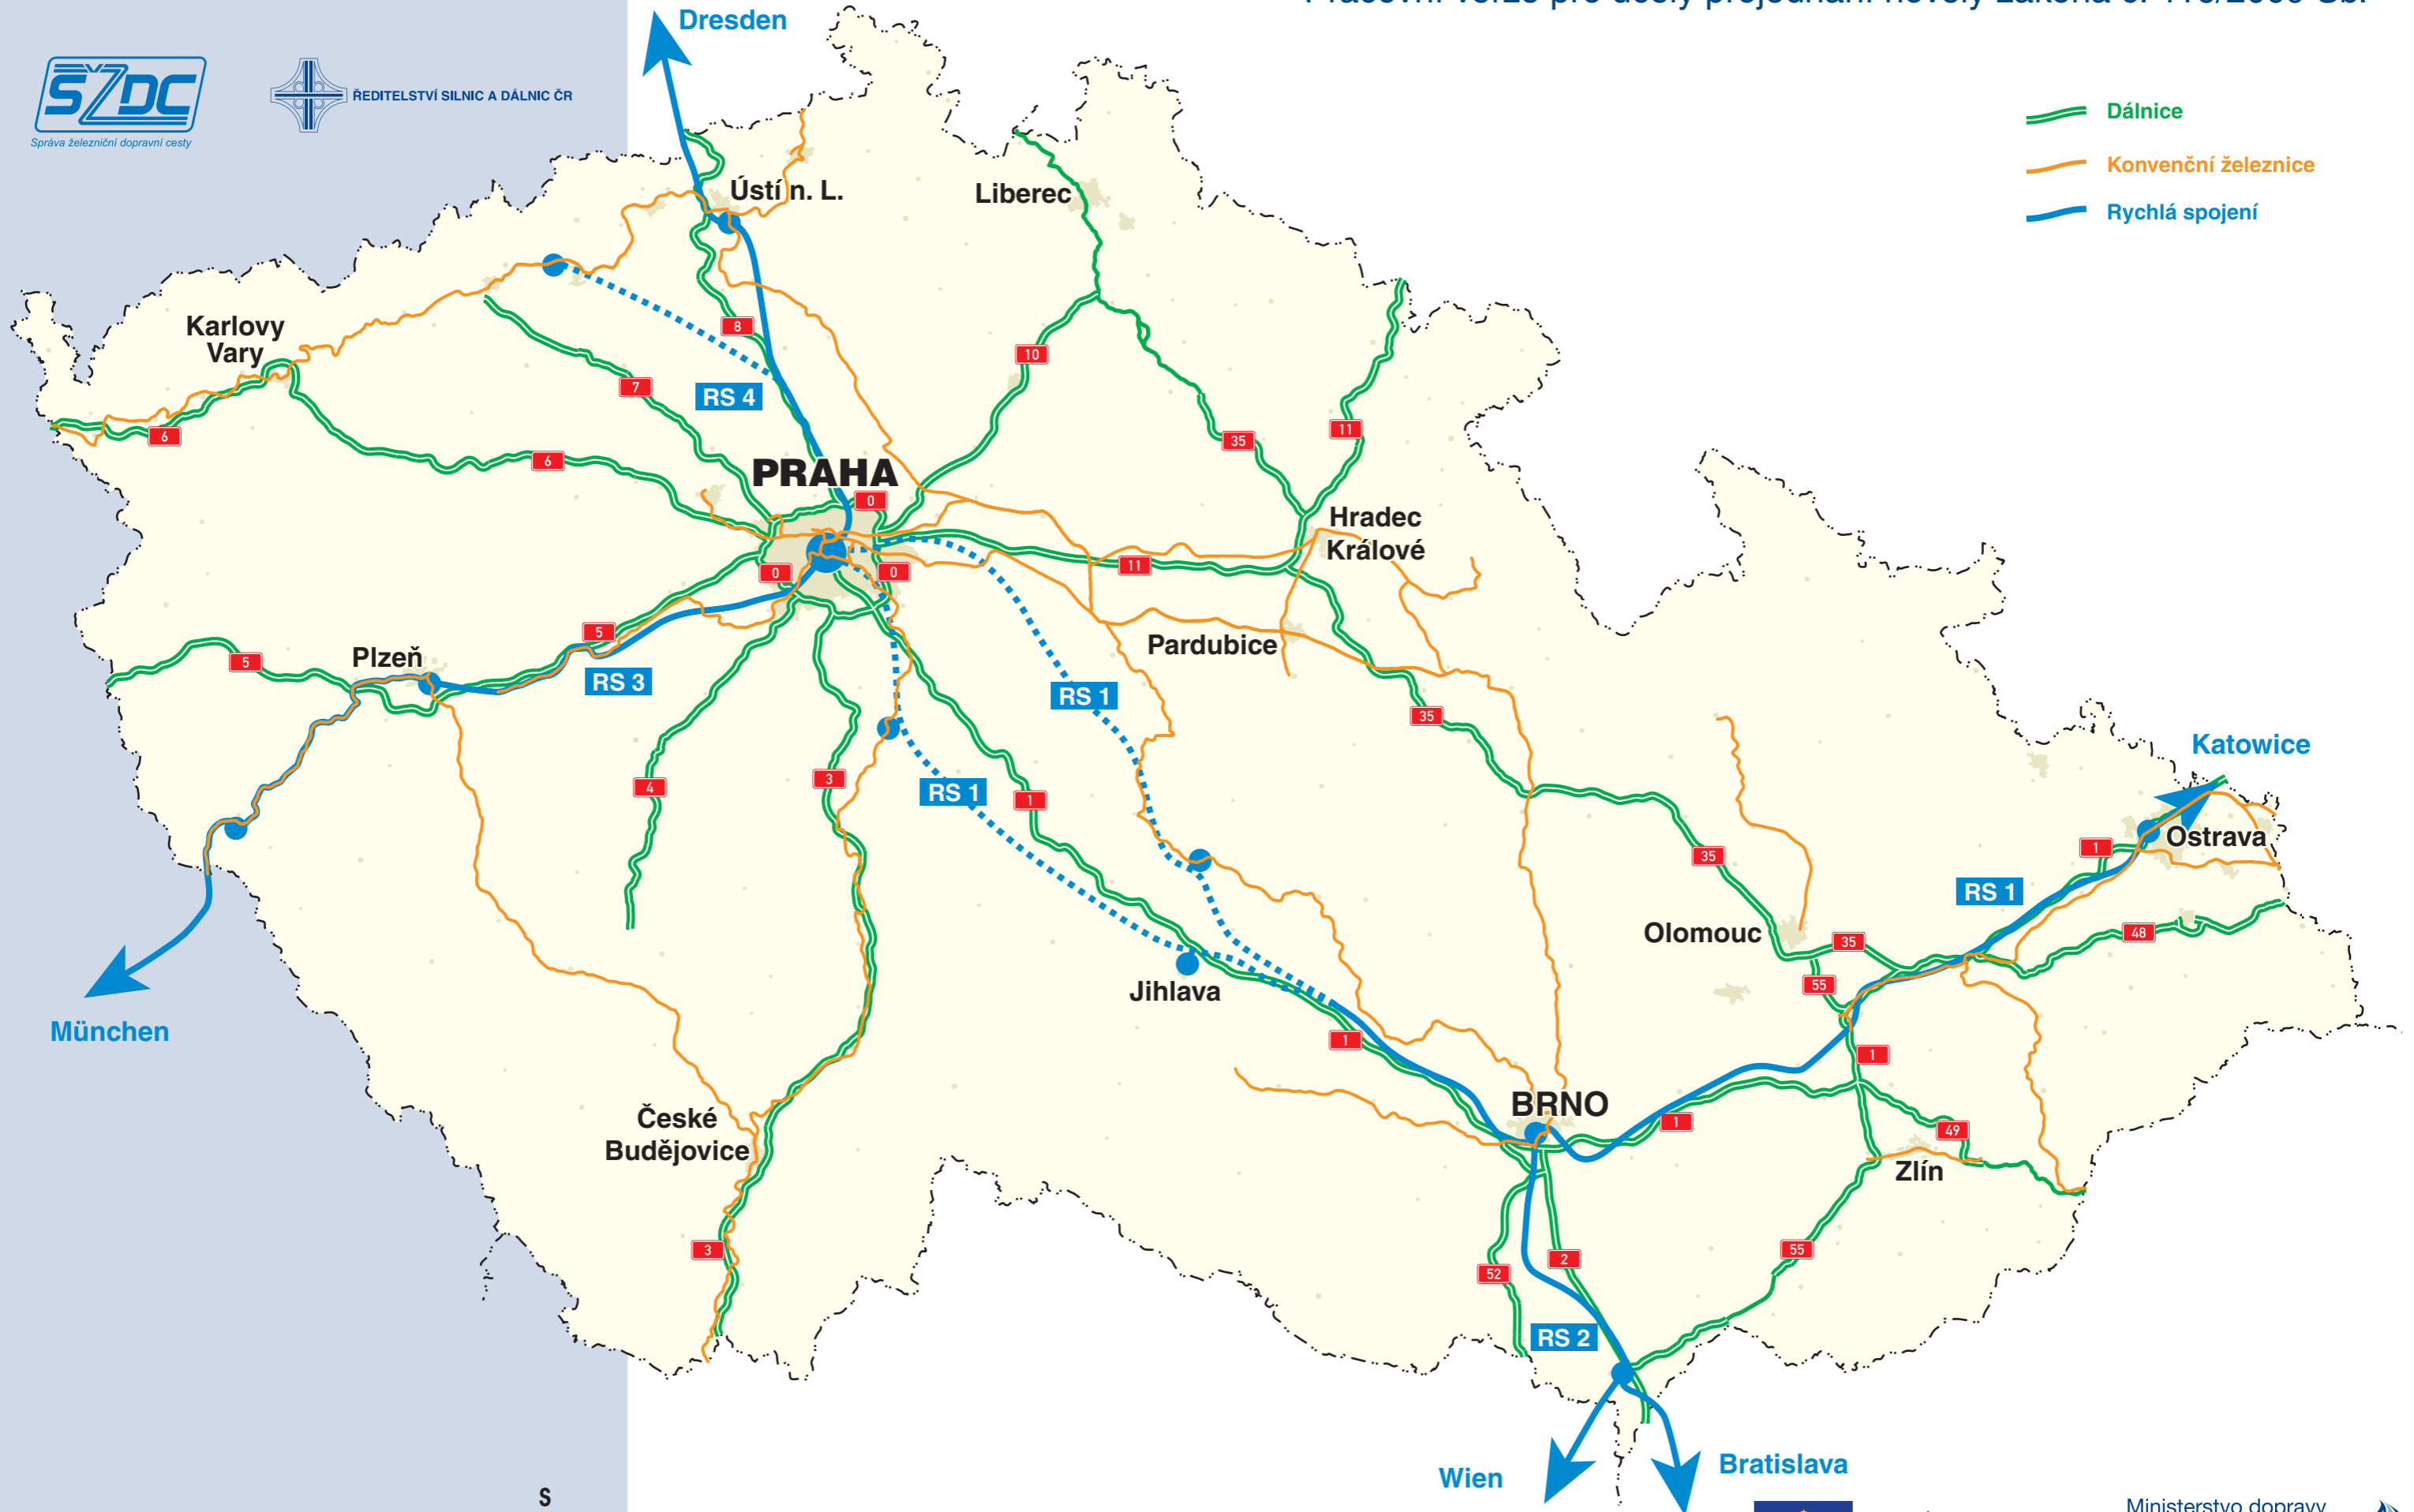 Dresden
ŠŽDC
Správa železniční dopravní cesty
ŘEDITELSTVÍ SILNIC A DÁLNIC ČR
Dálnice
Konvenční železnice
Rychlá spojení
Ústí n. L.
Liberec
Karlovy
Vary
8
10
7
RS 4
6
11
35
6
PRAHA
0
Hradec
Králové
11
0
0
5
Pardubice
5
Plzeň
RS 3
RS 1
35
Katowice
4
3
RS 1
1
Ostrava
1
35
RS 1
Olomouc
35
48
55
Jihlava
München
1
1
BRNO
České
Budějovice
1
49
Zlín
3
55
2
52
RS 2
Wien
Bratislava
S
Ministerstvo dopravy